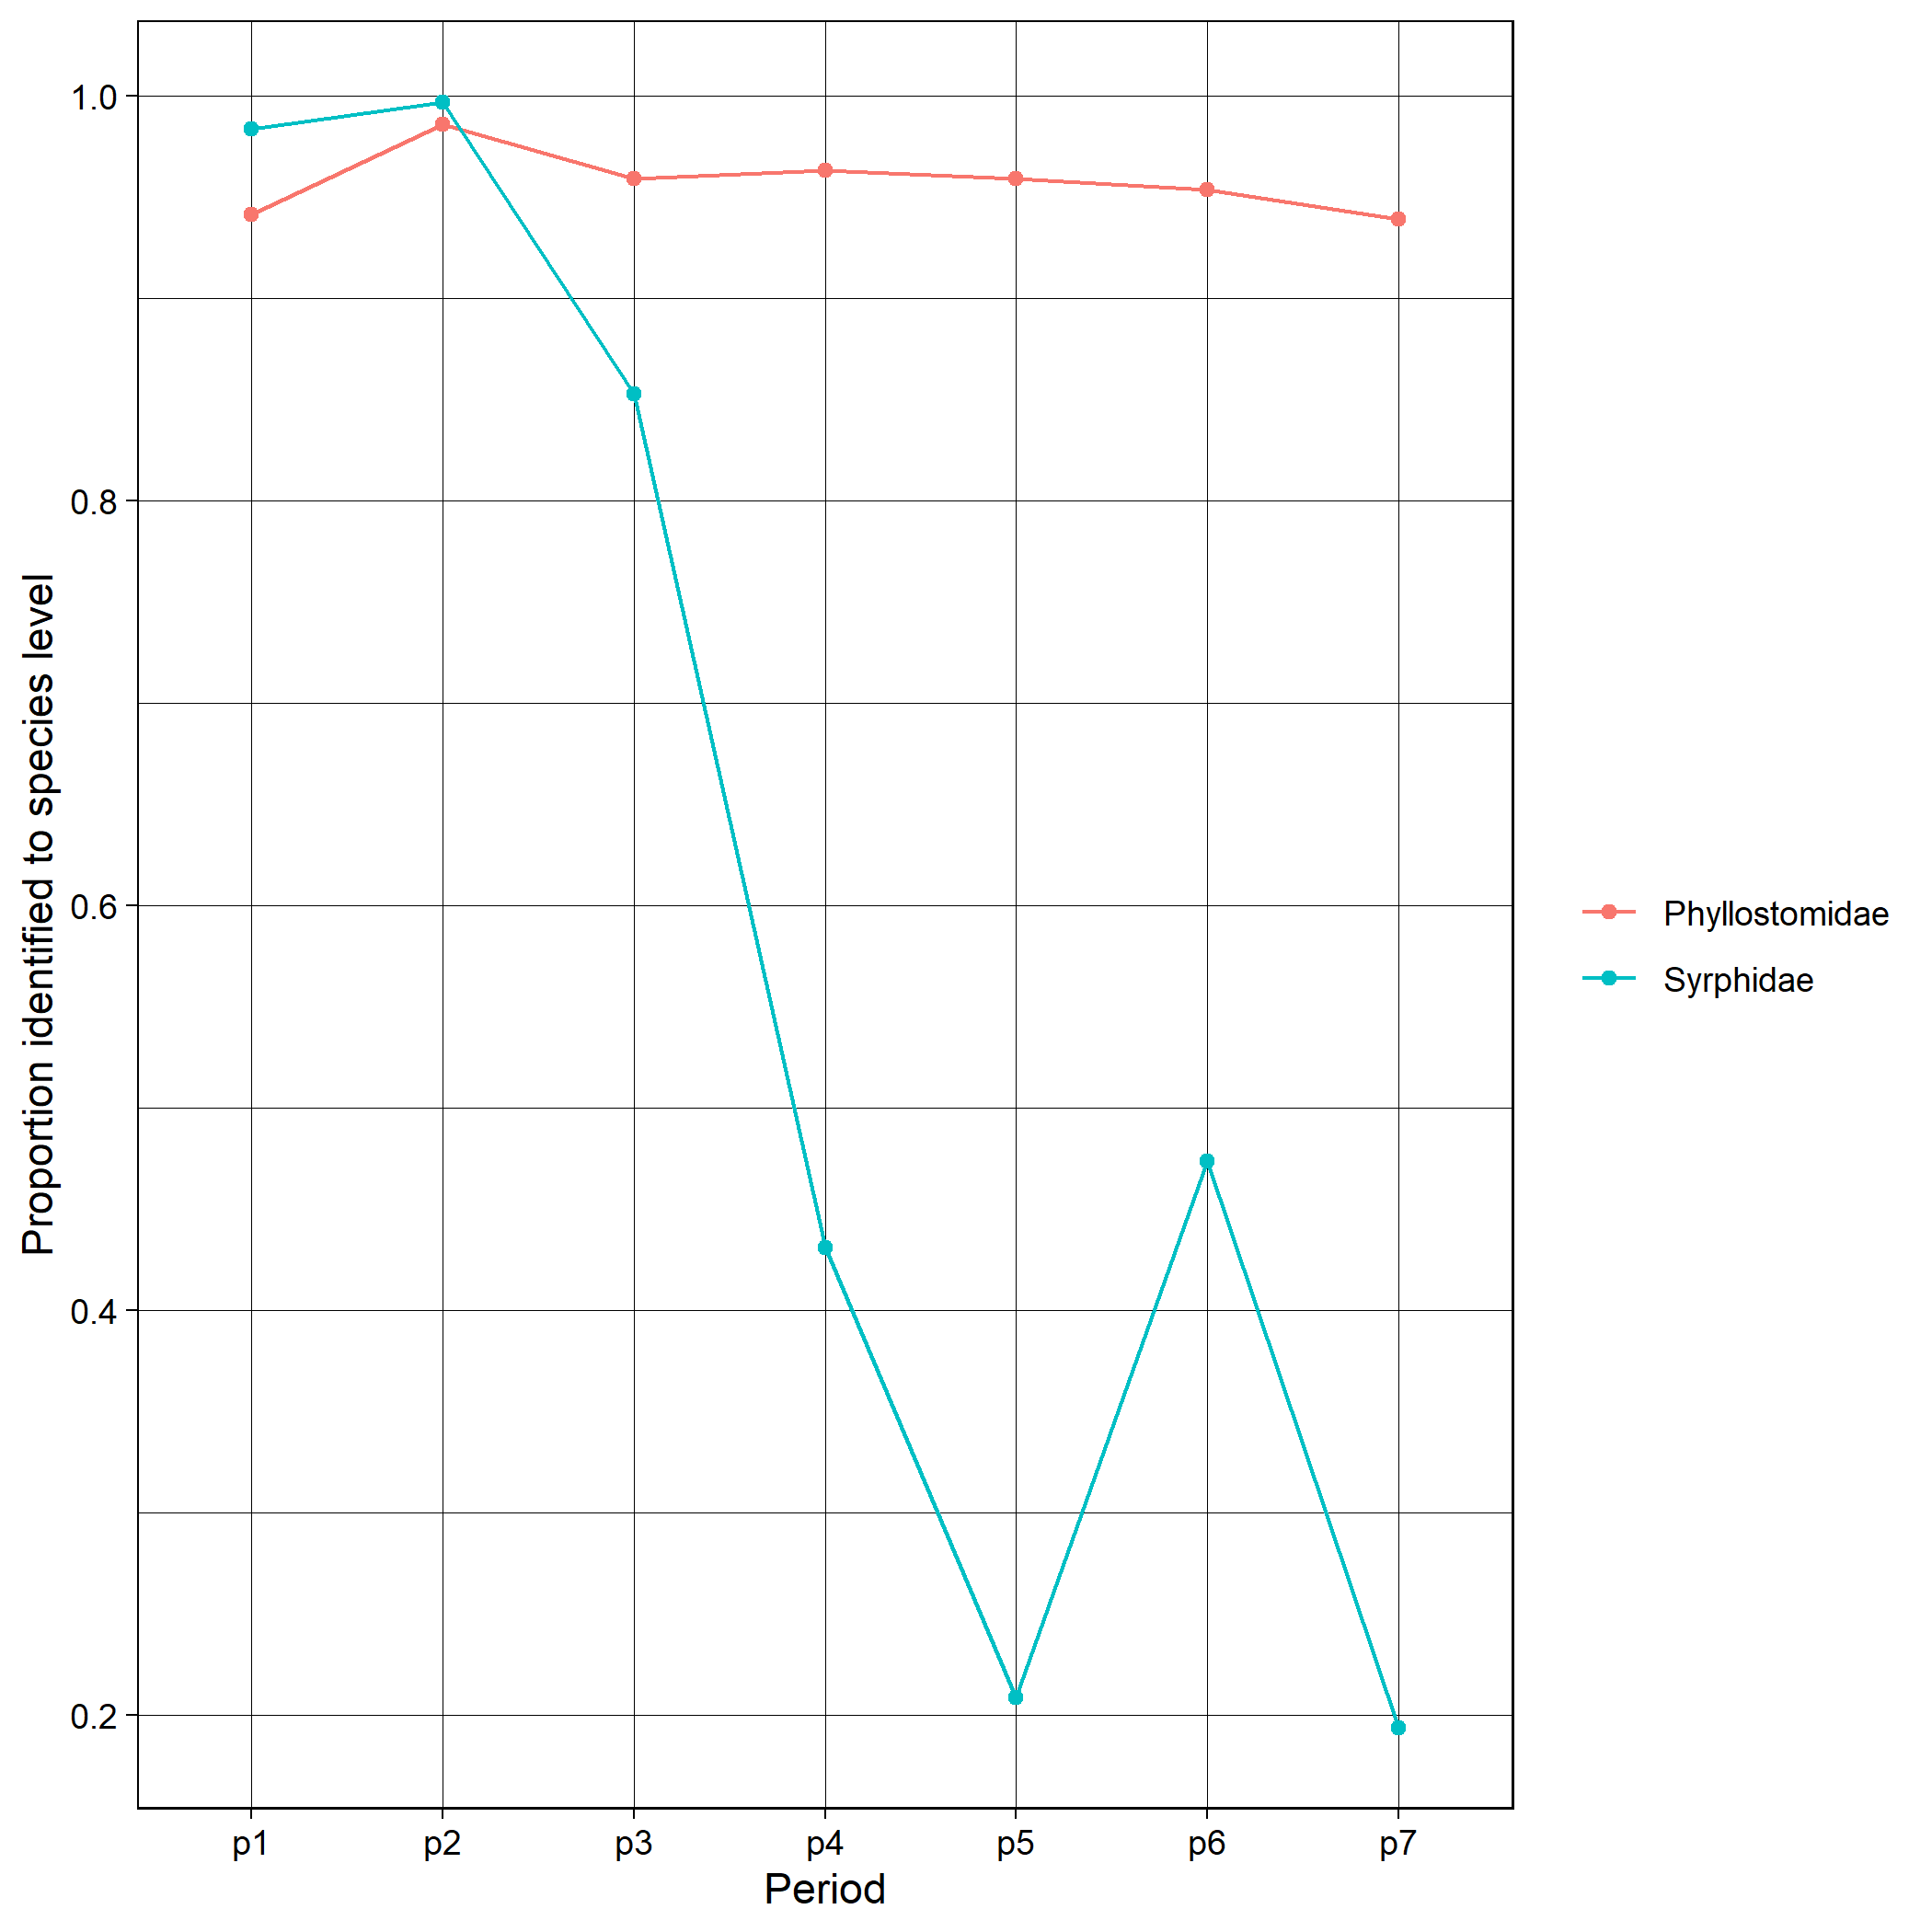 Proportion identified to species level
1.0
0.8
0.6
0.4
0.2
p1 p2 p3 p4 p5 p6 p7
Period
Phyllostomidae
Syrphidae